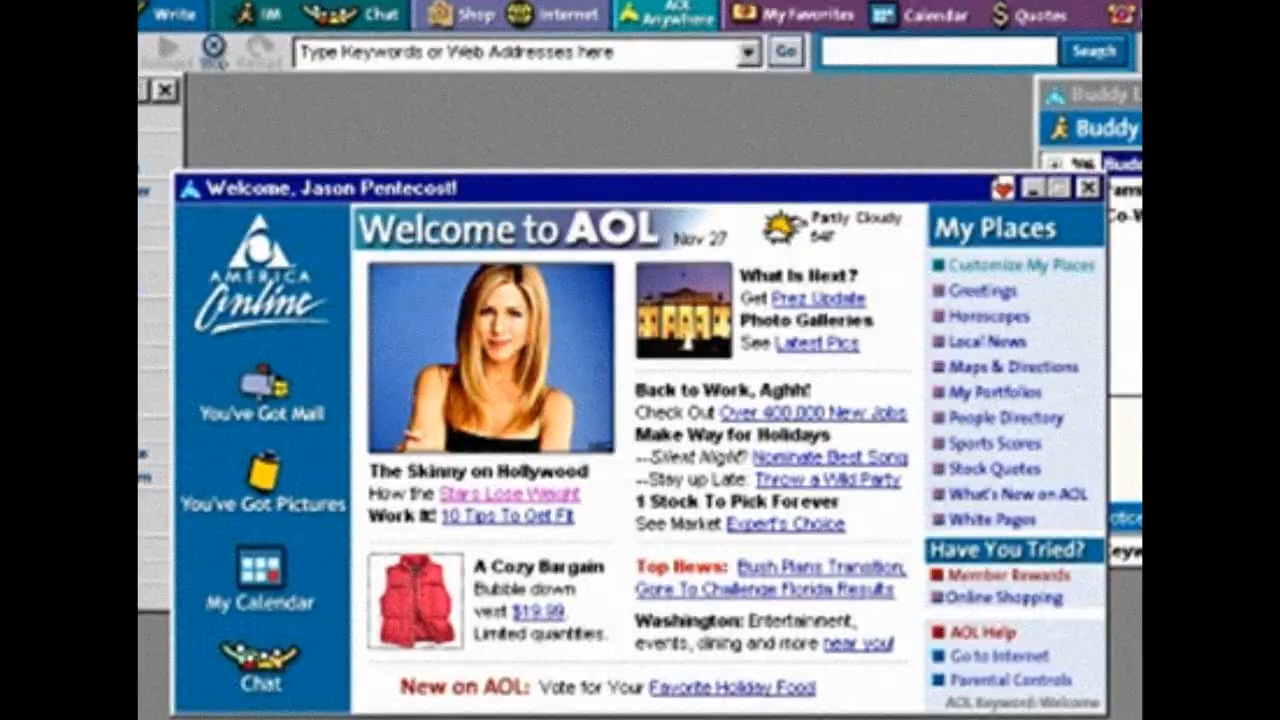 Write
IM
Chat
Shop
Internet
AOL
Anywhere
My Favorites
Calendar
Quotes
Type Keywords or Web Addresses here
Go
Search
Buddy L
Buddy
Welcome, Jason Pentecost!
AMERICA
Online
You've Got Mail
You've Got Pictures
My Calendar
Chat
Welcome to AOL
Nov 27
Partly Cloudy
The Skinny on Hollywood
How the Stars Lose Weight
Work It! 10 Tips To Get Fit
What Is Next?
Get Prez Update
Photo Galleries
See Latest Pics
Back to Work, Aghh!
Check Out Over 400,000 New Jobs
Make Way for Holidays
--Silent Night? Nominate Best Song
--Stay up Late: Throw a Wild Party
1 Stock To Pick Forever
See Market Expert's Choice
A Cozy Bargain
Bubble down
vest $19.99.
Limited quantities.
Top News: Bush Plans Transition;
Gore To Challenge Florida Results
Washington: Entertainment,
events, dining and more near you!
New on AOL: Vote for Your Favorite Holiday Food
My Places
Customize My Places
Greetings
Horoscopes
Local News
Maps & Directions
My Portfolios
People Directory
Sports Scores
Stock Quotes
What's New on AOL
White Pages
Have You Tried?
Member Rewards
Online Shopping
AOL Help
Go to Internet
Parental Controls
AOL Keyword: Welcome